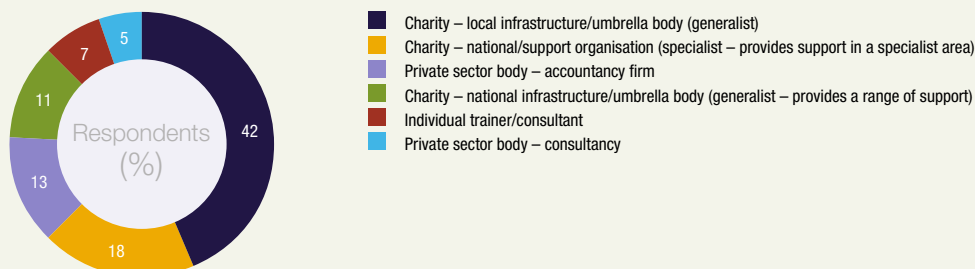 5
7
11
42
13
18
Respondents
(%)
Charity – local infrastructure/umbrella body (generalist)
Charity – national/support organisation (specialist – provides support in a specialist area)
Private sector body – accountancy firm
Charity – national infrastructure/umbrella body (generalist – provides a range of support)
Individual trainer/consultant
Private sector body – consultancy